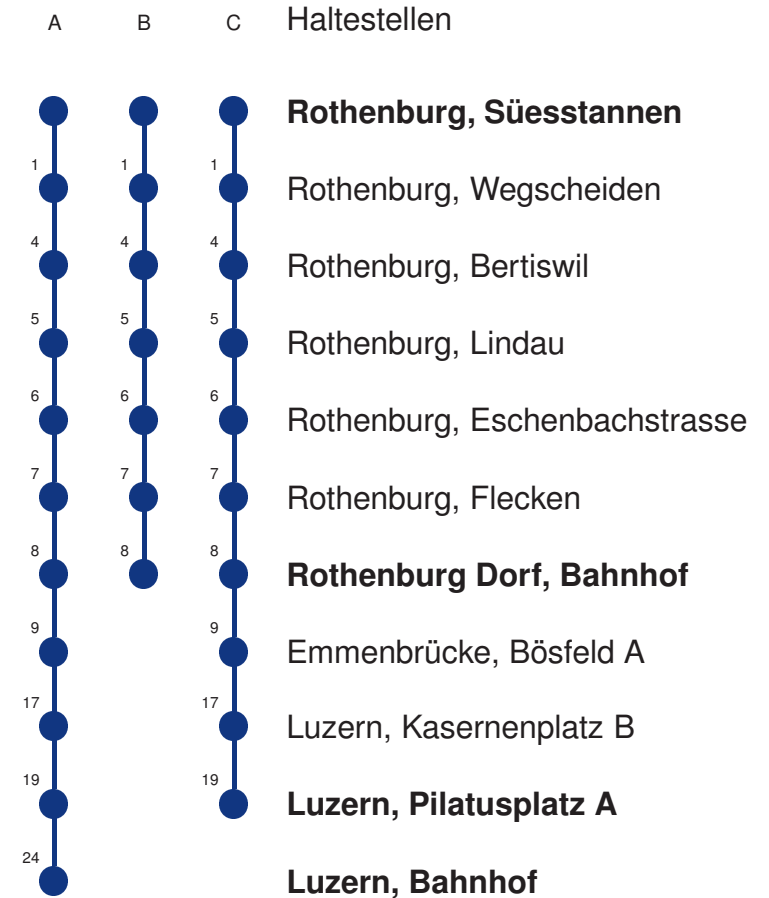 A B C Haltestellen
Rothenburg, Süesstannen
1 1 1 Rothenburg, Wegscheiden
4 4 4 Rothenburg, Bertiswil
5 5 5 Rothenburg, Lindau
6 6 6 Rothenburg, Eschenbachstrasse
7 7 7 Rothenburg, Flecken
8 8 8 Rothenburg Dorf, Bahnhof
9 9 Emmenbrücke, Bösfeld A
17 17 Luzern, Kasernenplatz B
19 19 Luzern, Pilatusplatz A
24 Luzern, Bahnhof